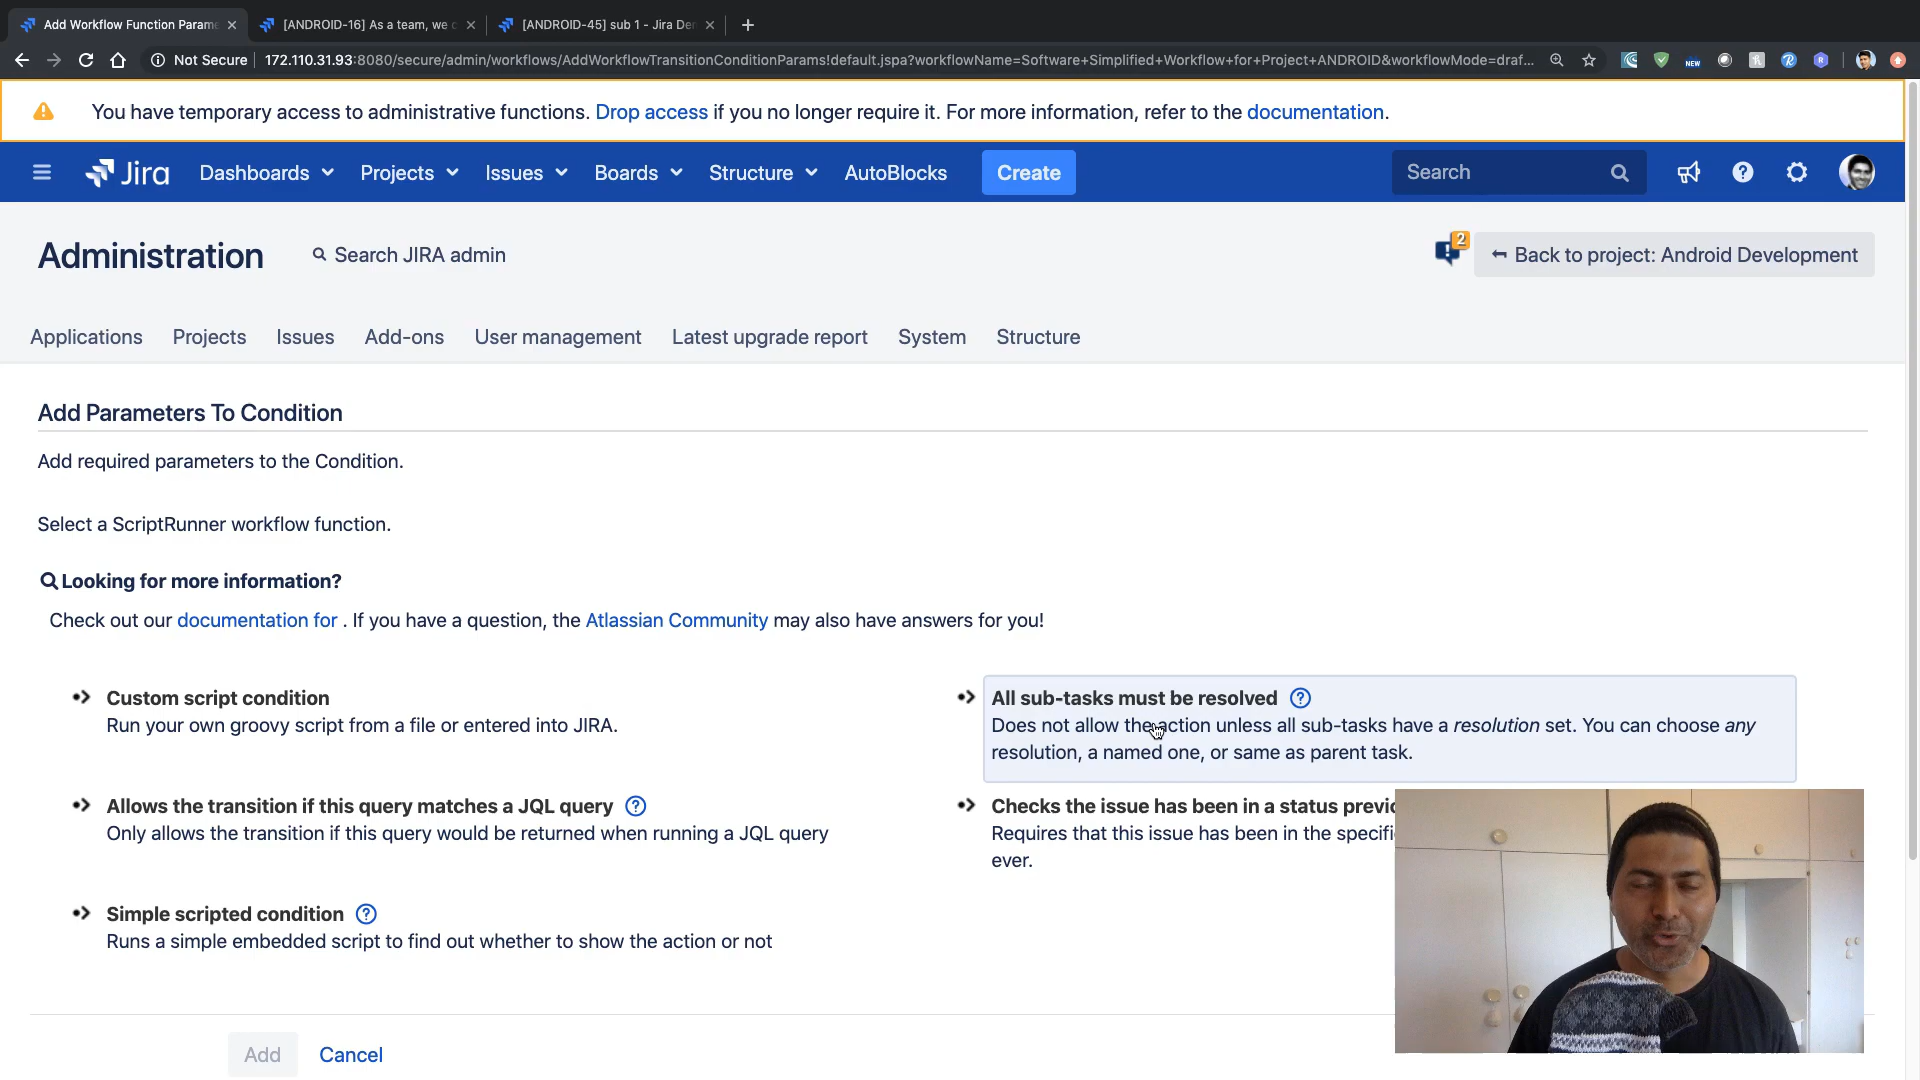 Add Workflow Function Parame
[ANDROID-16] As a team, we c
[ANDROID-45] sub 1 - Jira Der
Not Secure
172.110.31.93:8080/secure/admin/workflows/AddWorkflowTransitionConditionParams!default.jspa?workflowName=Software+Simplified+Workflow+for+Project+ANDROID&workflowMode=draf...
NEW
You have temporary access to administrative functions. Drop access if you no longer require it. For more information, refer to the documentation.
Jira
Dashboards
Projects
Issues
Boards
Structure
AutoBlocks
Create
Search
Administration
Search JIRA admin
2
Back to project: Android Development
Applications
Projects
Issues
Add-ons
User management
Latest upgrade report
System
Structure
Add Parameters To Condition
Add required parameters to the Condition.
Select a ScriptRunner workflow function.
Looking for more information?
Check out our documentation for . If you have a question, the Atlassian Community may also have answers for you!
Custom script condition
Run your own groovy script from a file or entered into JIRA.
All sub-tasks must be resolved
Does not allow the action unless all sub-tasks have a resolution set. You can choose any
resolution, a named one, or same as parent task.
Allows the transition if this query matches a JQL query
Only allows the transition if this query would be returned when running a JQL query
Checks the issue has been in a status previo
Requires that this issue has been in the specifi
ever.
Simple scripted condition
Runs a simple embedded script to find out whether to show the action or not
Add
Cancel